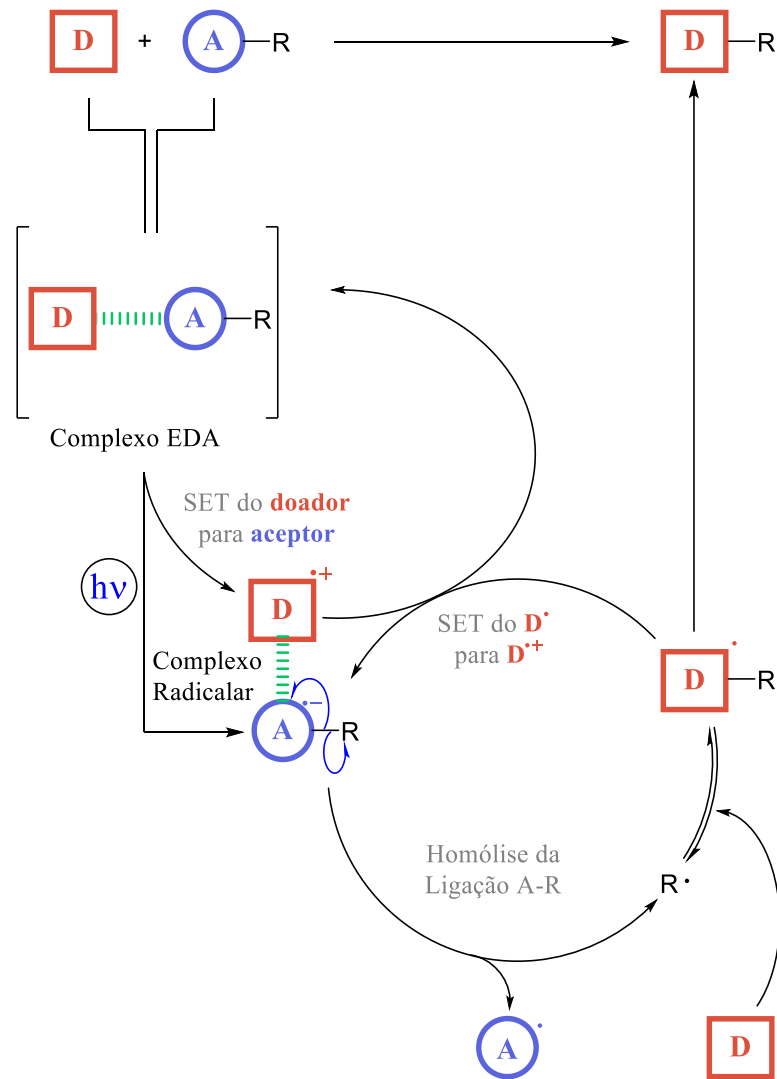 D + A R D R
D A R
Complexo EDA
SET do doador
para aceptor
hν
D •+
SET do D•
para D•+
Complexo
Radicalar
D • R
A •– R
Homólise da
Ligação A-R
R •
A •
D